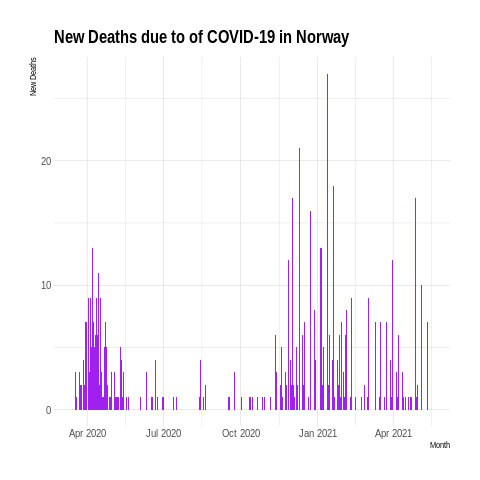 New Deaths due to of COVID-19 in Norway
New Deaths
20
10
0
Apr 2020 Jul 2020 Oct 2020 Jan 2021 Apr 2021
Month